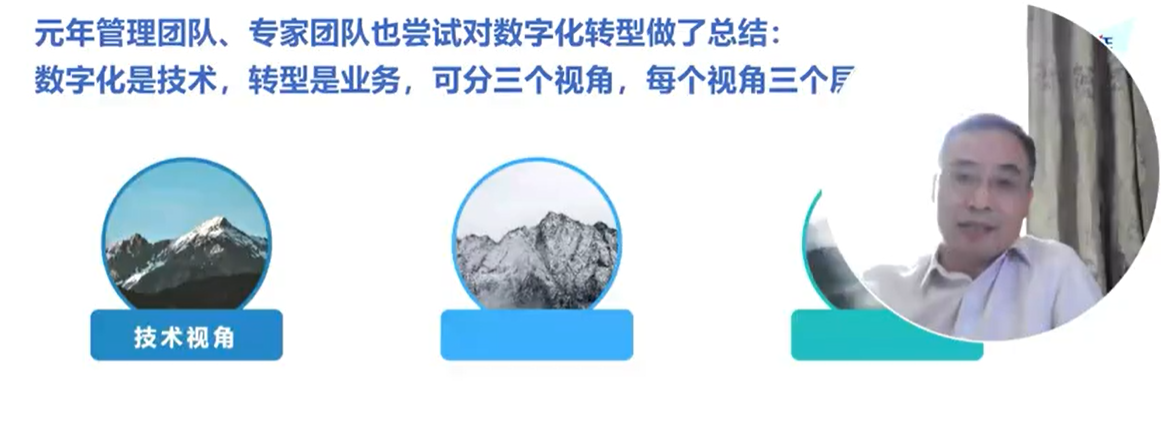 元年管理团队、专家团队也尝试对数字化转型做了总结：
数字化是技术，转型是业务，可分三个视角，每个视角三个
技术视角